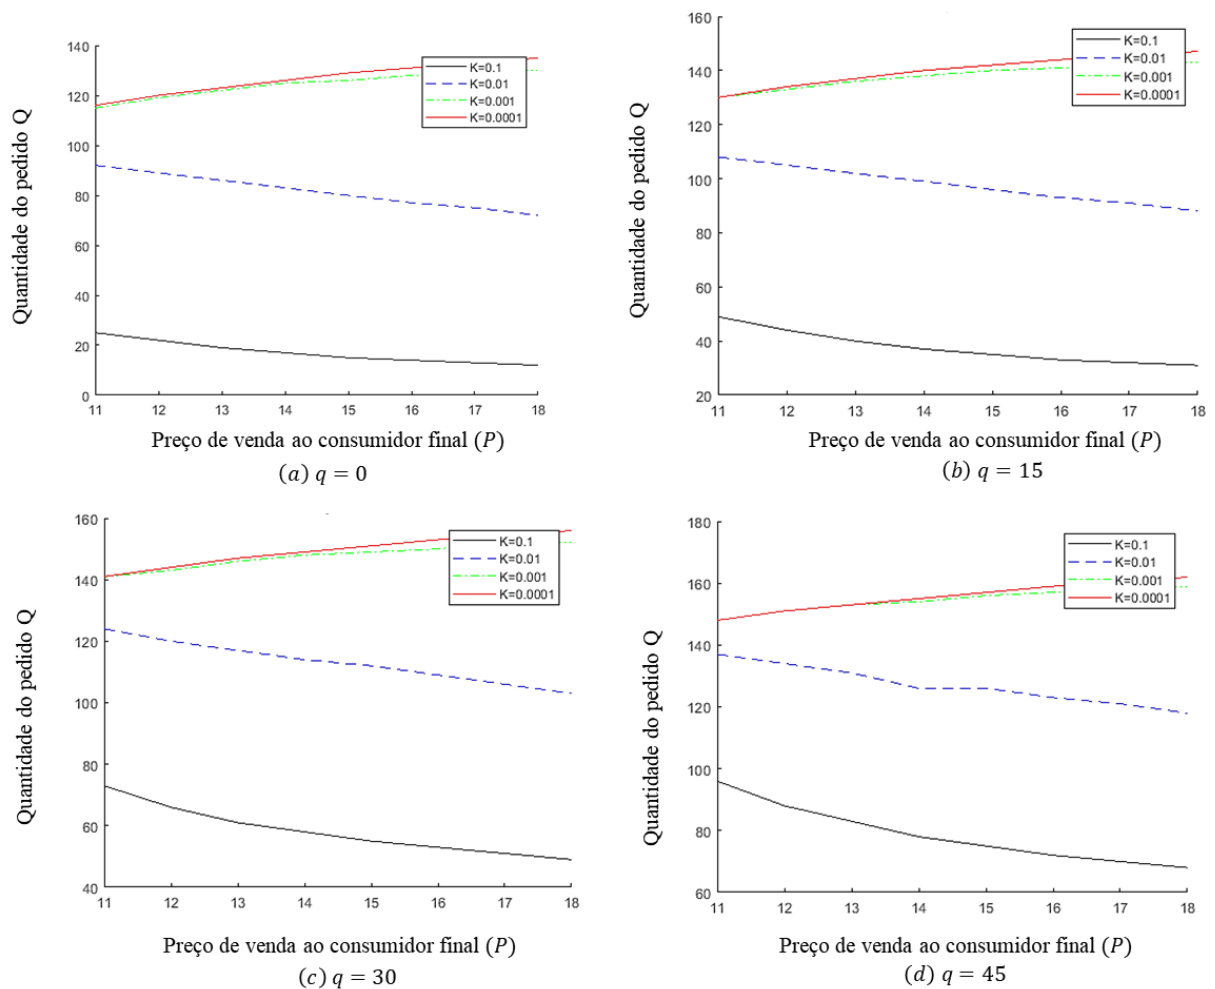 140
120
100
80
60
40
20
0
11 12 13 14 15 16 17 18
K=0.1
K=0.01
K=0.001
K=0.0001
Quantidade do pedido Q
Preço de venda ao consumidor final (P)
(a) q = 0
160
140
120
100
80
60
40
20
11 12 13 14 15 16 17 18
K=0.1
K=0.01
K=0.001
K=0.0001
Quantidade do pedido Q
Preço de venda ao consumidor final (P)
(b) q = 15
160
140
120
100
80
60
40
11 12 13 14 15 16 17 18
K=0.1
K=0.01
K=0.001
K=0.0001
Quantidade do pedido Q
Preço de venda ao consumidor final (P)
(c) q = 30
180
160
140
120
100
80
60
11 12 13 14 15 16 17 18
K=0.1
K=0.01
K=0.001
K=0.0001
Quantidade do pedido Q
Preço de venda ao consumidor final (P)
(d) q = 45